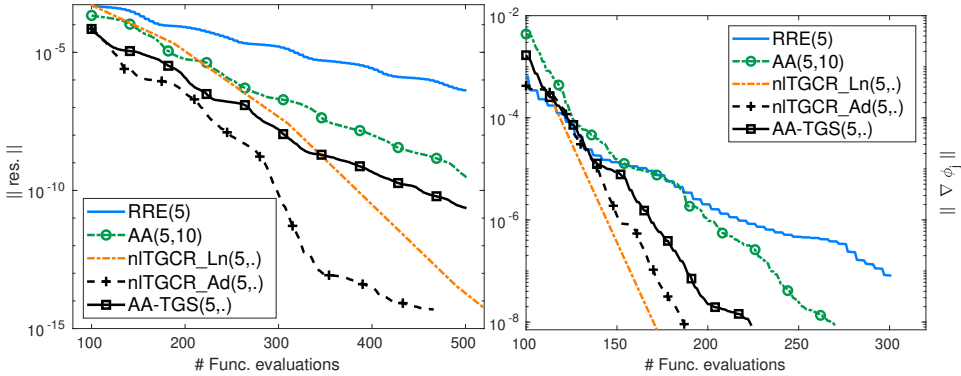 10^-5
10^-10
10^-15
|| res. ||
RRE(5)
AA(5,10)
nlTGCR_Ln(5,.)
nlTGCR_Ad(5,.)
AA-TGS(5,.)
100 200 300 400 500
# Func. evaluations
RRE(5)
AA(5,10)
nlTGCR_Ln(5,.)
nlTGCR_Ad(5,.)
AA-TGS(5,.)
10^-2
10^-4
10^-6
10^-8
|| ∇ φ_j ||
100 150 200 250 300
# Func. evaluations